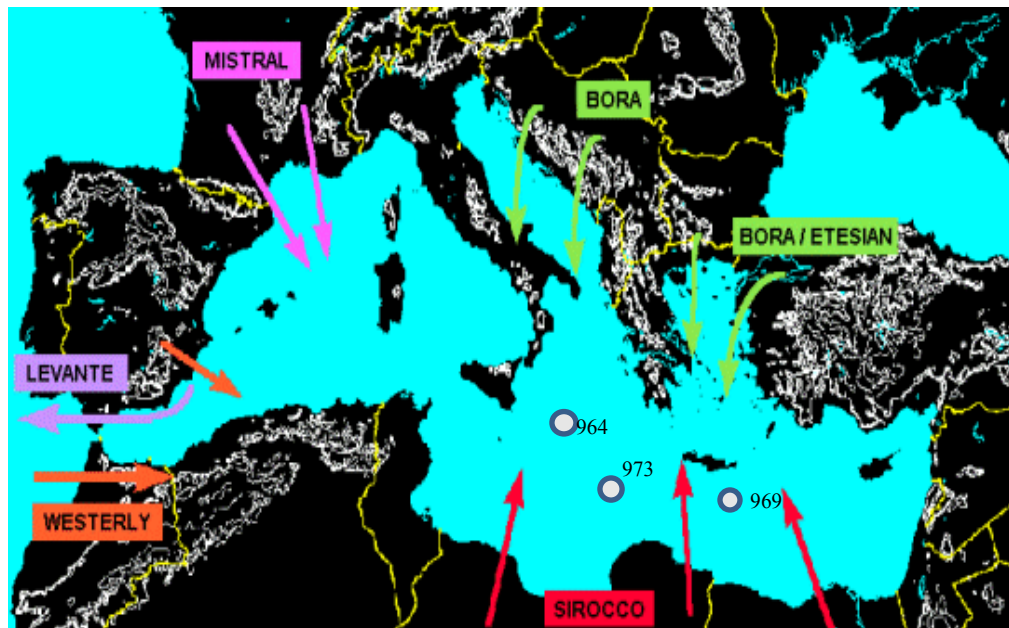 MISTRAL
BORA
BORA / ETESIAN
LEVANTE
964
973
969
WESTERLY
SIROCCO